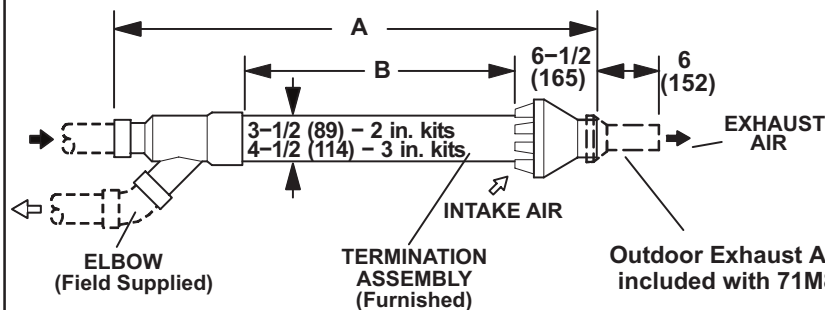 A
B
6−1/2
(165)
6
(152)
3−1/2 (89) − 2 in. kits
4−1/2 (114) − 3 in. kits
EXHAUST
AIR
INTAKE AIR
ELBOW
(Field Supplied)
TERMINATION
ASSEMBLY
(Furnished)
Outdoor Exhaust
included with